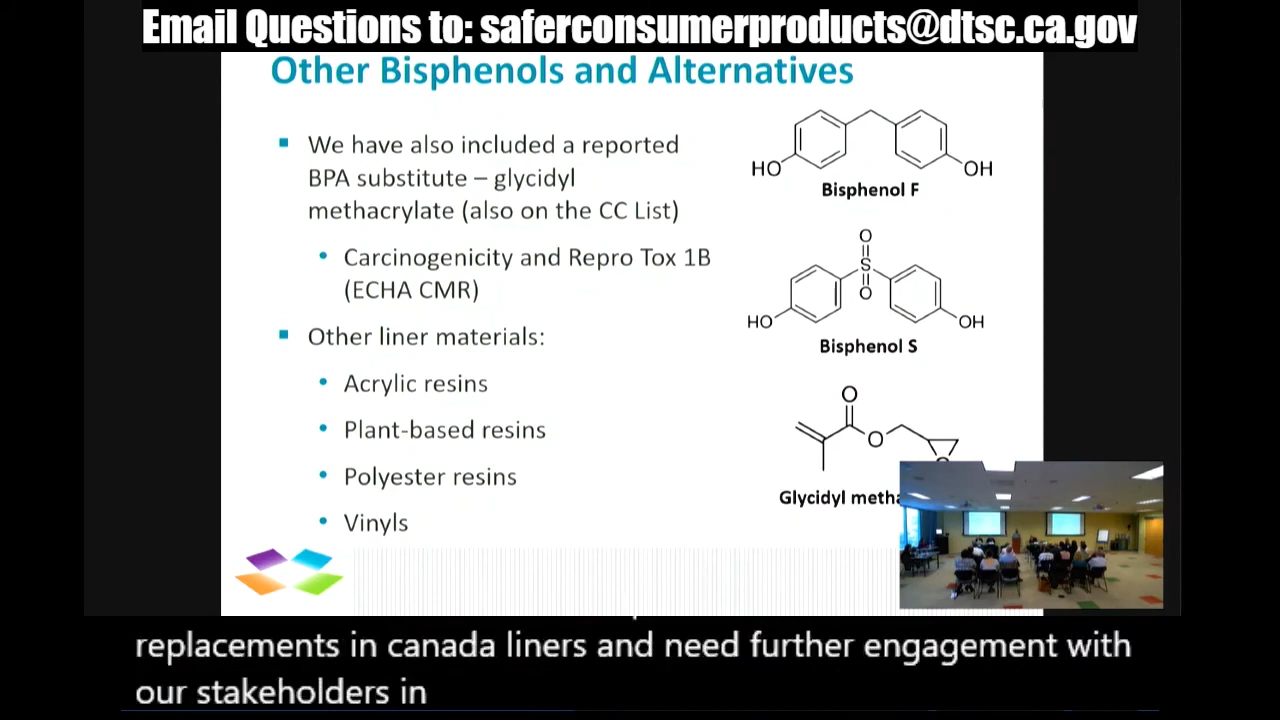 Email Questions to: saferconsumerproducts@dtsc.ca.gov
Other Bisphenols and Alternatives
We have also included a reported
BPA substitute – glycidyl
methacrylate (also on the CC List)
Carcinogenicity and Repro Tox 1B
(ECHA CMR)
Other liner materials:
Acrylic resins
Plant-based resins
Polyester resins
Vinyls
HO
OH
Bisphenol F
O
S
O
HO
OH
Bisphenol S
O
O
Glycidyl metha
replacements in canada liners and need further engagement with
our stakeholders in